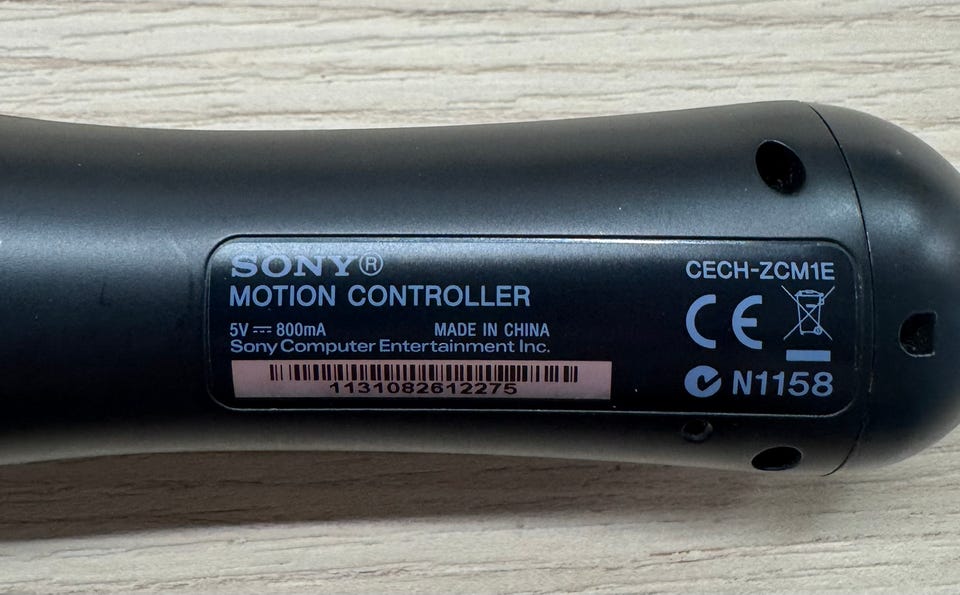 SONY®
MOTION CONTROLLER
5V ⎓ 800mA
MADE IN CHINA
Sony Computer Entertainment Inc.
1131082612275
CECH-ZCM1E
CE
N1158